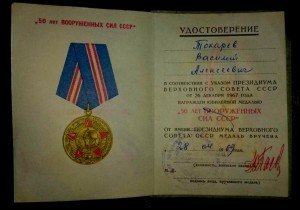 "50 ЛЕТ ВООРУЖЕННЫХ СИЛ СССР"
УДОСТОВЕРЕНИЕ
Токарев
Василий
Алексеевич
В СООТВЕТСТВИИ С УКАЗОМ ПРЕЗИДИУМА
ВЕРХОВНОГО СОВЕТА СССР
ОТ 26 ДЕКАБРЯ 1967 ГОДА
НАГРАЖДЕН ЮБИЛЕЙНОЙ МЕДАЛЬЮ
"50 ЛЕТ ВООРУЖЕННЫХ
СИЛ СССР"
ОТ ИМЕНИ ПРЕЗИДИУМА ВЕРХОВНОГО
СОВЕТА СССР МЕДАЛЬ ВРУЧЕНА
28 04 69